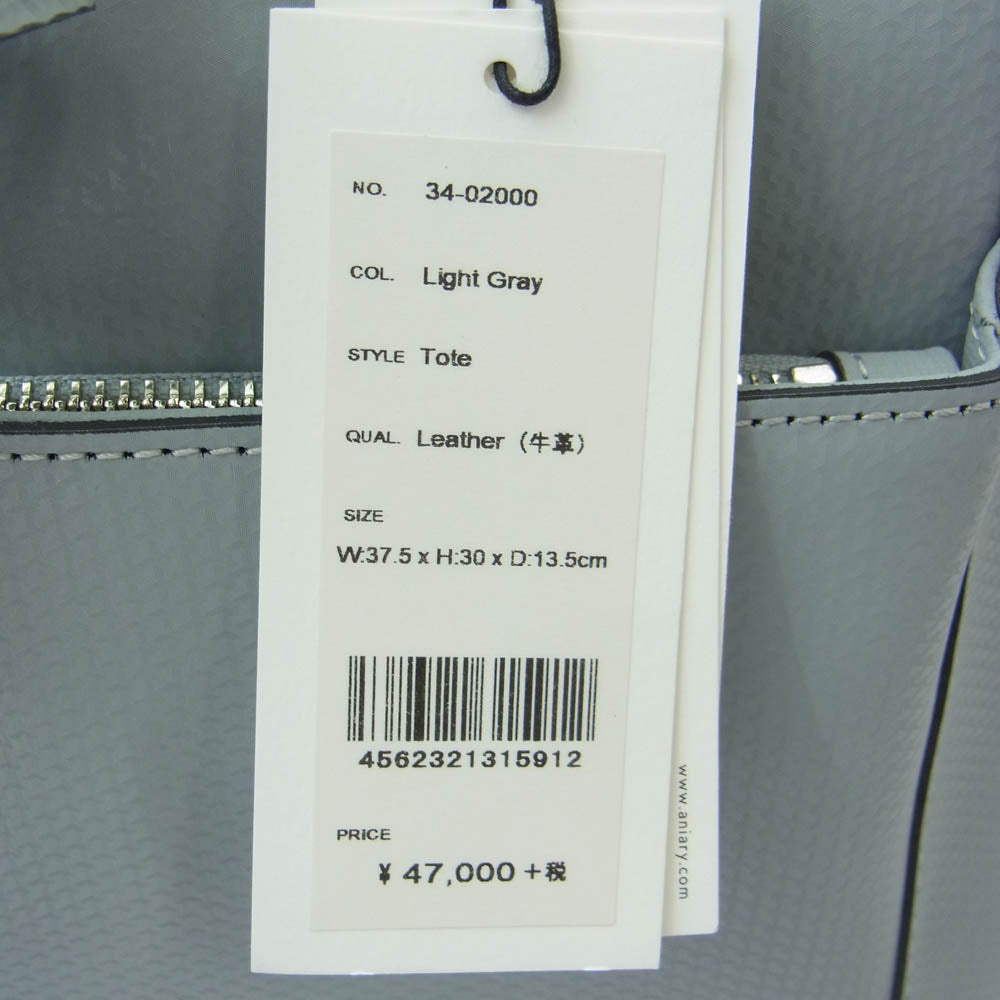 NO. 34-02000
COL. Light Gray
STYLE Tote
QUAL. Leather (牛革)
SIZE
W:37.5 x H:30 x D:13.5cm
4562321315912
PRICE
¥ 47,000 +税
www.aniary.com